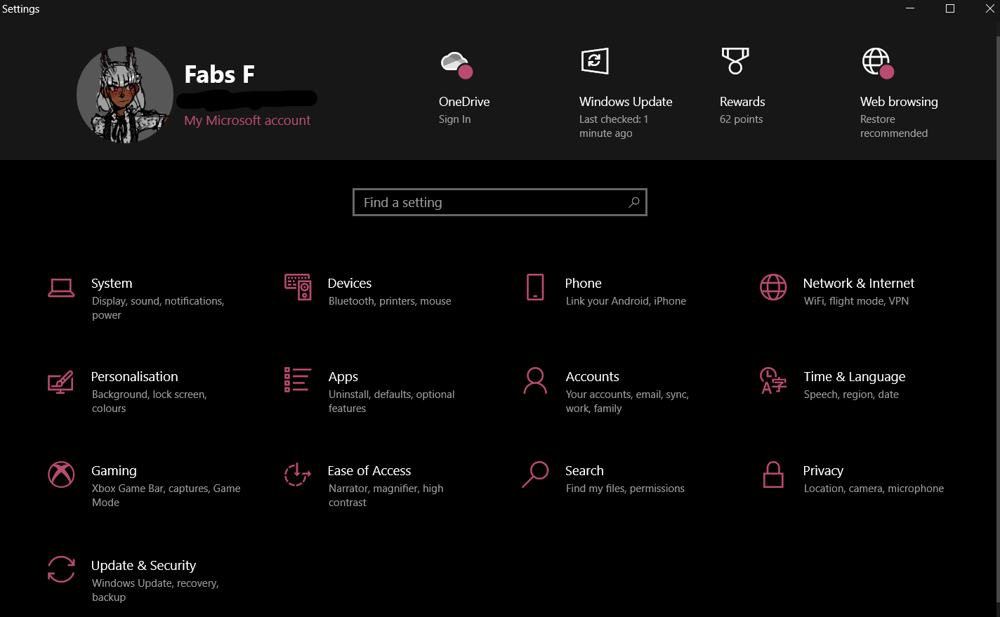 Settings
Fabs F
My Microsoft account
OneDrive
Sign In
Windows Update
Last checked: 1
minute ago
Rewards
62 points
Web browsing
Restore
recommended
Find a setting
System
Display, sound, notifications,
power
Devices
Bluetooth, printers, mouse
Phone
Link your Android, iPhone
Network & Internet
WiFi, flight mode, VPN
Personalisation
Background, lock screen,
colours
Apps
Uninstall, defaults, optional
features
Accounts
Your accounts, email, sync,
work, family
Time & Language
Speech, region, date
Gaming
Xbox Game Bar, captures, Game
Mode
Ease of Access
Narrator, magnifier, high
contrast
Search
Find my files, permissions
Privacy
Location, camera, microphone
Update & Security
Windows Update, recovery,
backup